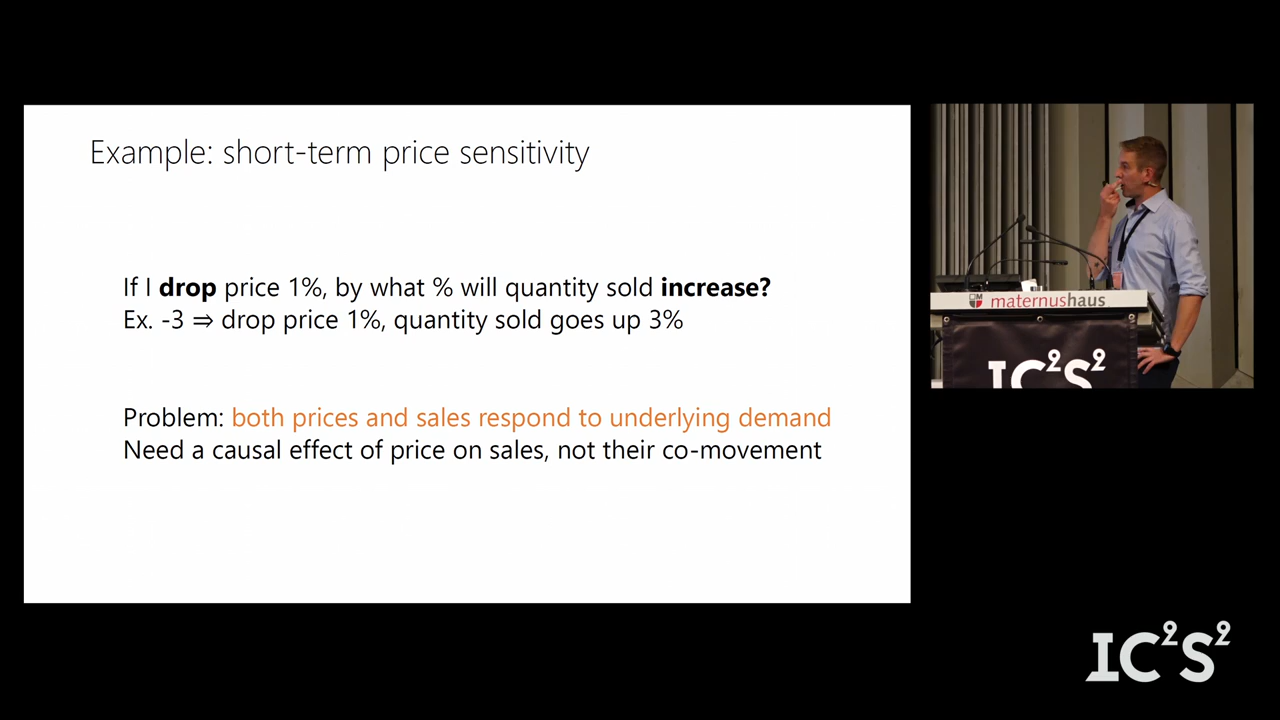 Example: short-term price sensitivity
If I drop price 1%, by what % will quantity sold increase?
Ex. -3 ⇒ drop price 1%, quantity sold goes up 3%
Problem: both prices and sales respond to underlying demand
Need a causal effect of price on sales, not their co-movement
maternushaus
IC²S²
IC²S²